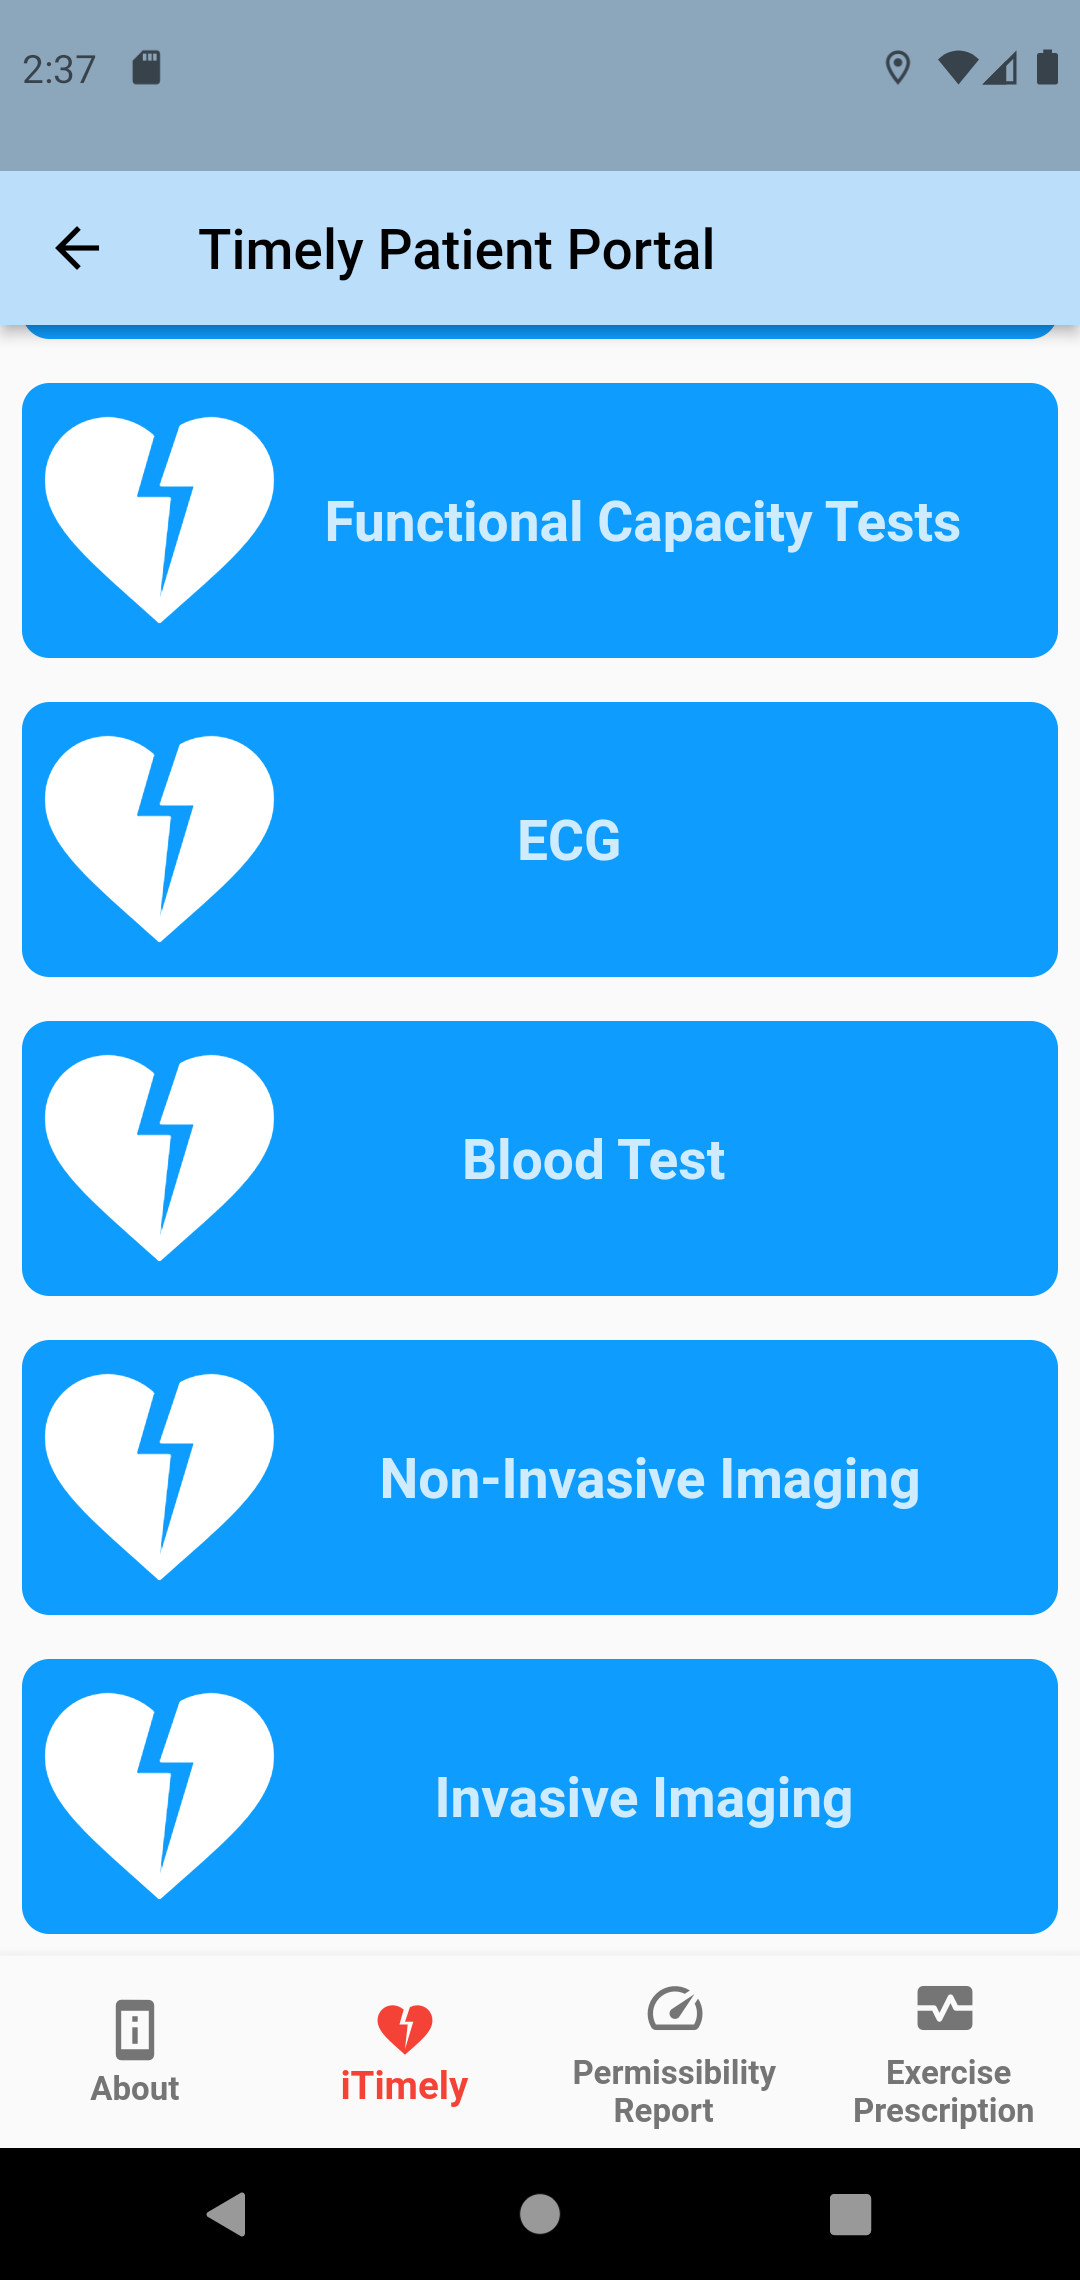 2:37
Timely Patient Portal
Functional Capacity Tests
ECG
Blood Test
Non-Invasive Imaging
Invasive Imaging
About
iTimely
Permissibility
Report
Exercise
Prescription